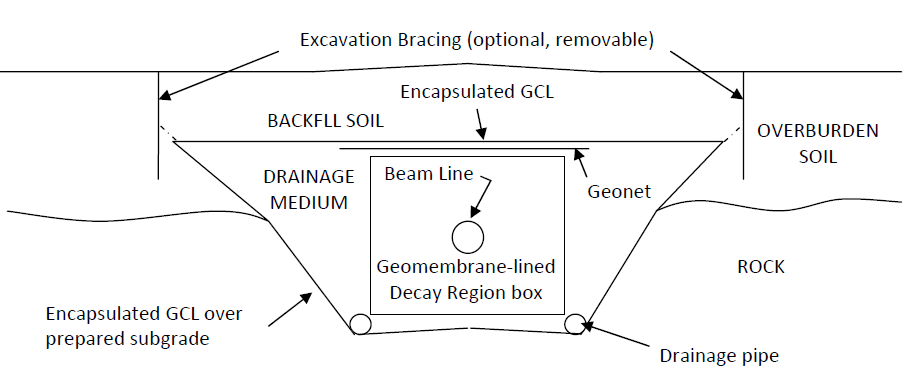 Excavation Bracing (optional, removable)
Encapsulated GCL
BACKFLL SOIL
OVERBURDEN
SOIL
DRAINAGE
MEDIUM
Beam Line
Geonet
Geomembrane-lined
Decay Region box
ROCK
Encapsulated GCL over
prepared subgrade
Drainage pipe